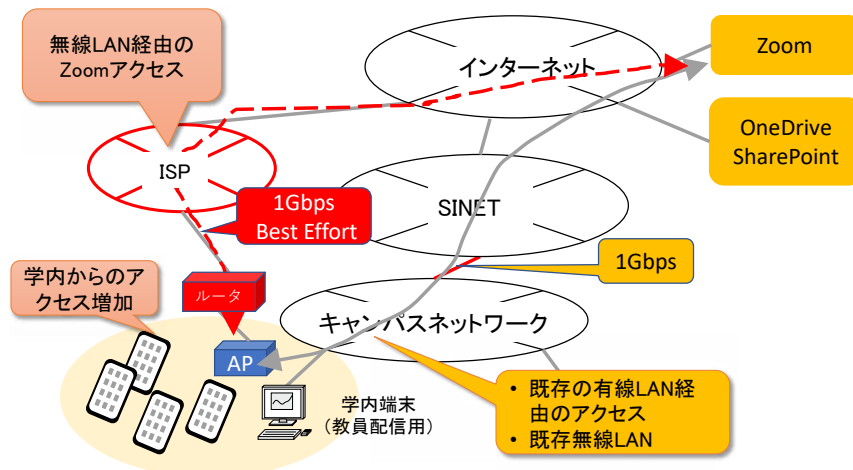 無線LAN経由の
Zoomアクセス
インターネット
Zoom
OneDrive
SharePoint
ISP
1Gbps
Best Effort
SINET
1Gbps
学内からのア
クセス増加
ルータ
キャンパスネットワーク
AP
学内端末
（教員配信用）
• 既存の有線LAN経
由のアクセス
• 既存無線LAN